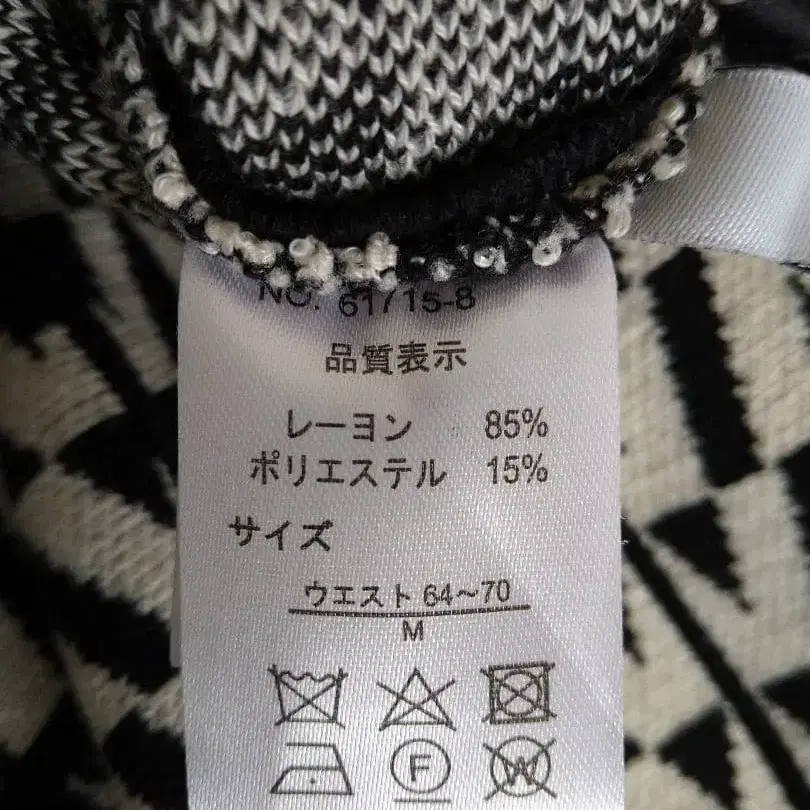 NO. 61715-8
品質表示
レーヨン 85%
ポリエステル 15%
サイズ
ウエスト 64～70
M
F W